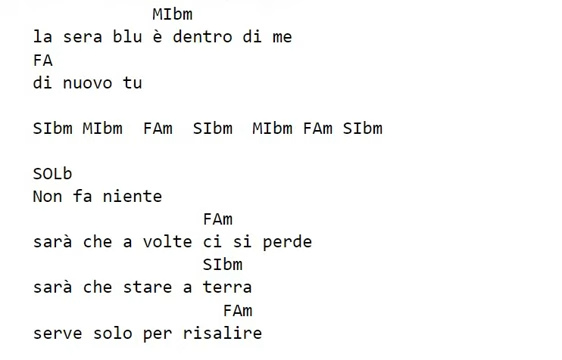 MIbm
la sera blu è dentro di me
FA
di nuovo tu
SIbm MIbm FAm SIbm MIbm FAm SIbm
SOLb
Non fa niente
FAm
sarà che a volte ci si perde
SIbm
sarà che stare a terra
FAm
serve solo per risalire